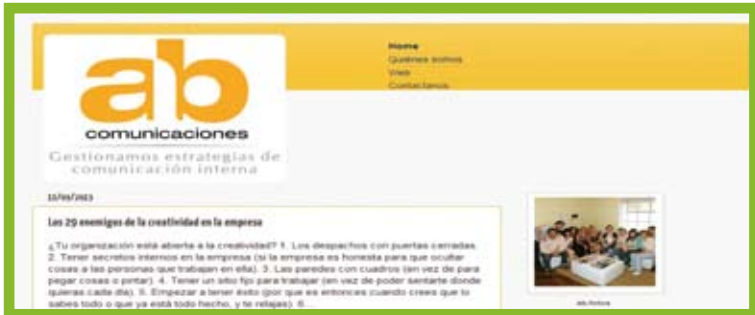 Home
Quiénes somos
Web
Contactanos
ab
comunicaciones
Gestionamos estrategias de
comunicación interna
Los 29 enemigos de la creatividad en la empresa
¿Tu organización está abierta a la creatividad? 1. Los despachos con puertas cerradas.
2. Tener secretos internos en la empresa (si la empresa es honesta para que ocultar
cosas a las personas que trabajan en ella). 3. Las paredes con cuadros (en vez de para
pegar cosas o pintar). 4. Tener un sitio fijo para trabajar (en vez de poder sentarte donde
quieras cada día). 5. Empezar a tener éxito (por que es entonces cuando crees que lo
sabes todo o que ya está todo hecho, y te relajas). 6....